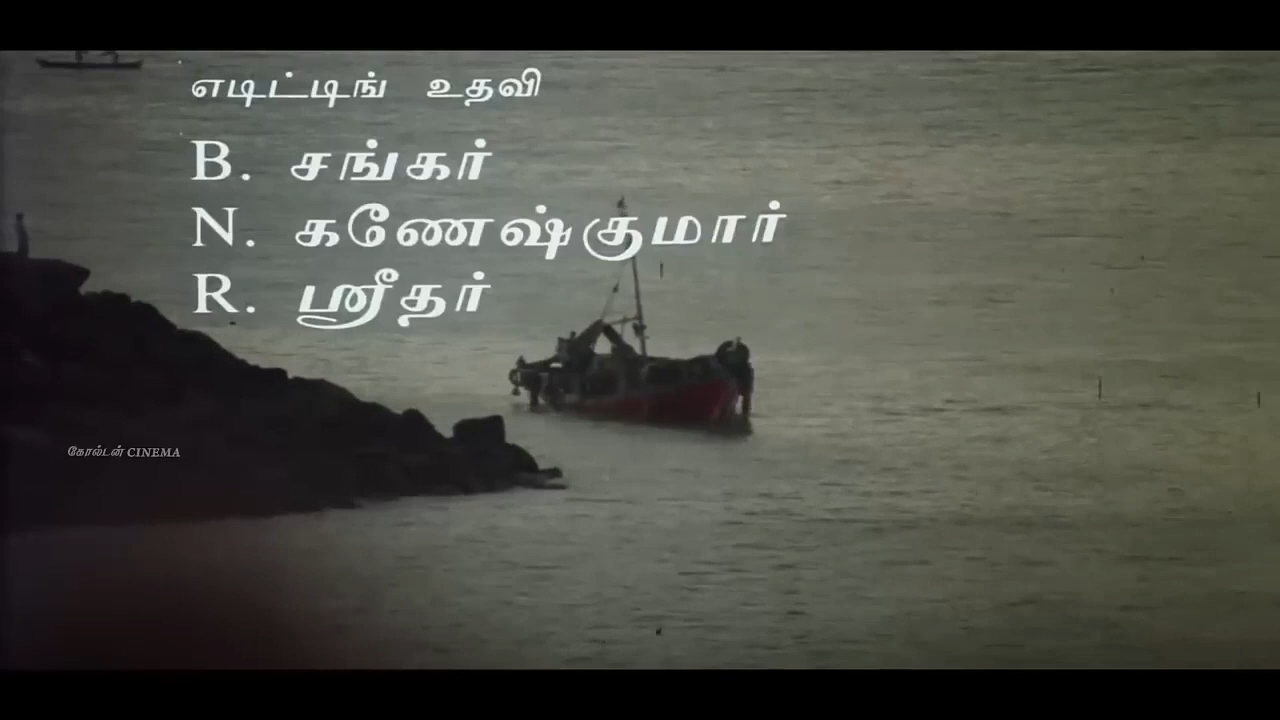 எடிட்டிங் உதவி
B. சங்கர்
N. கணேஷ்குமார்
R. ஸ்ரீதர்
கோல்டன் CINEMA